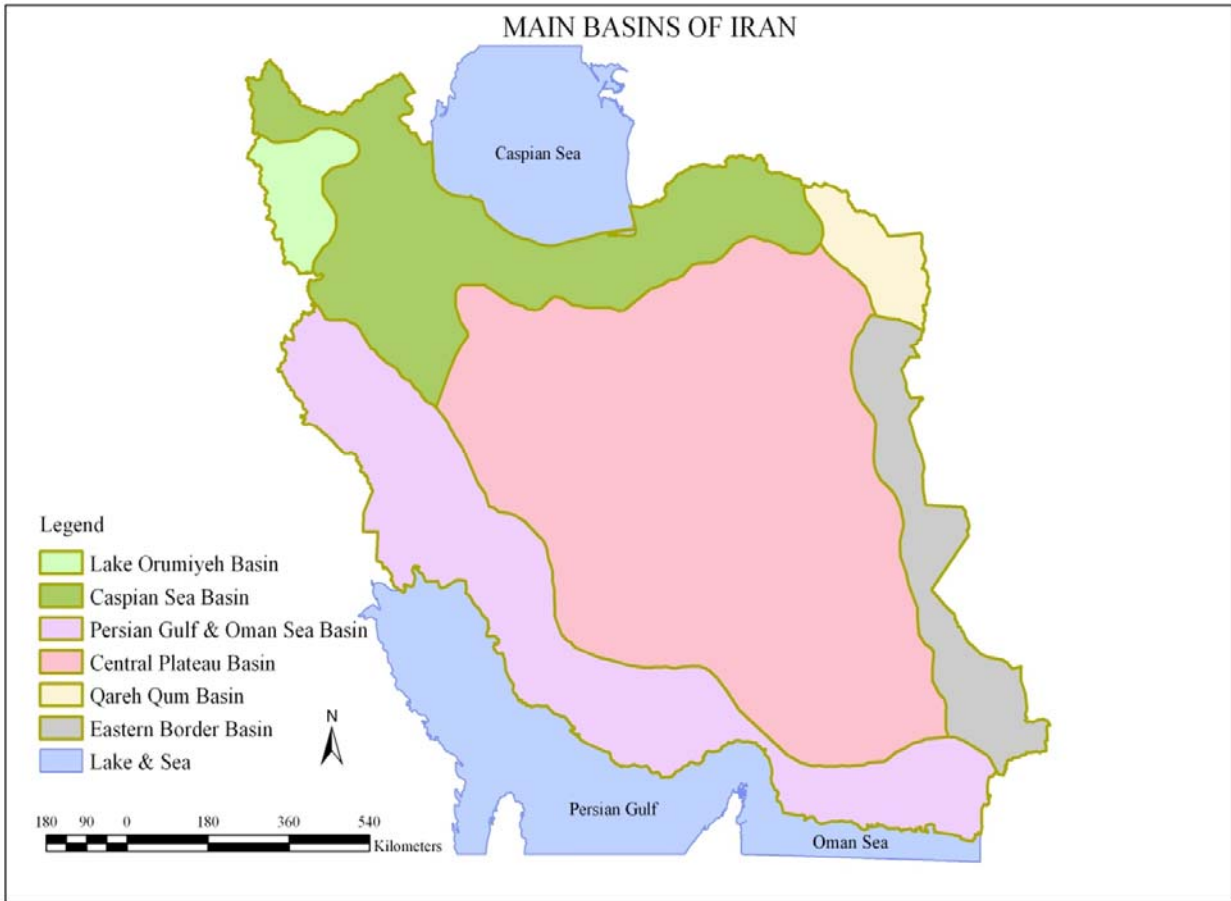 MAIN BASINS OF IRAN
Caspian Sea
Legend
Lake Orumiyeh Basin
Caspian Sea Basin
Persian Gulf & Oman Sea Basin
Central Plateau Basin
Qareh Qum Basin
Eastern Border Basin
Lake & Sea
N
Persian Gulf
Oman Sea
180 90 0 180 360 540
Kilometers